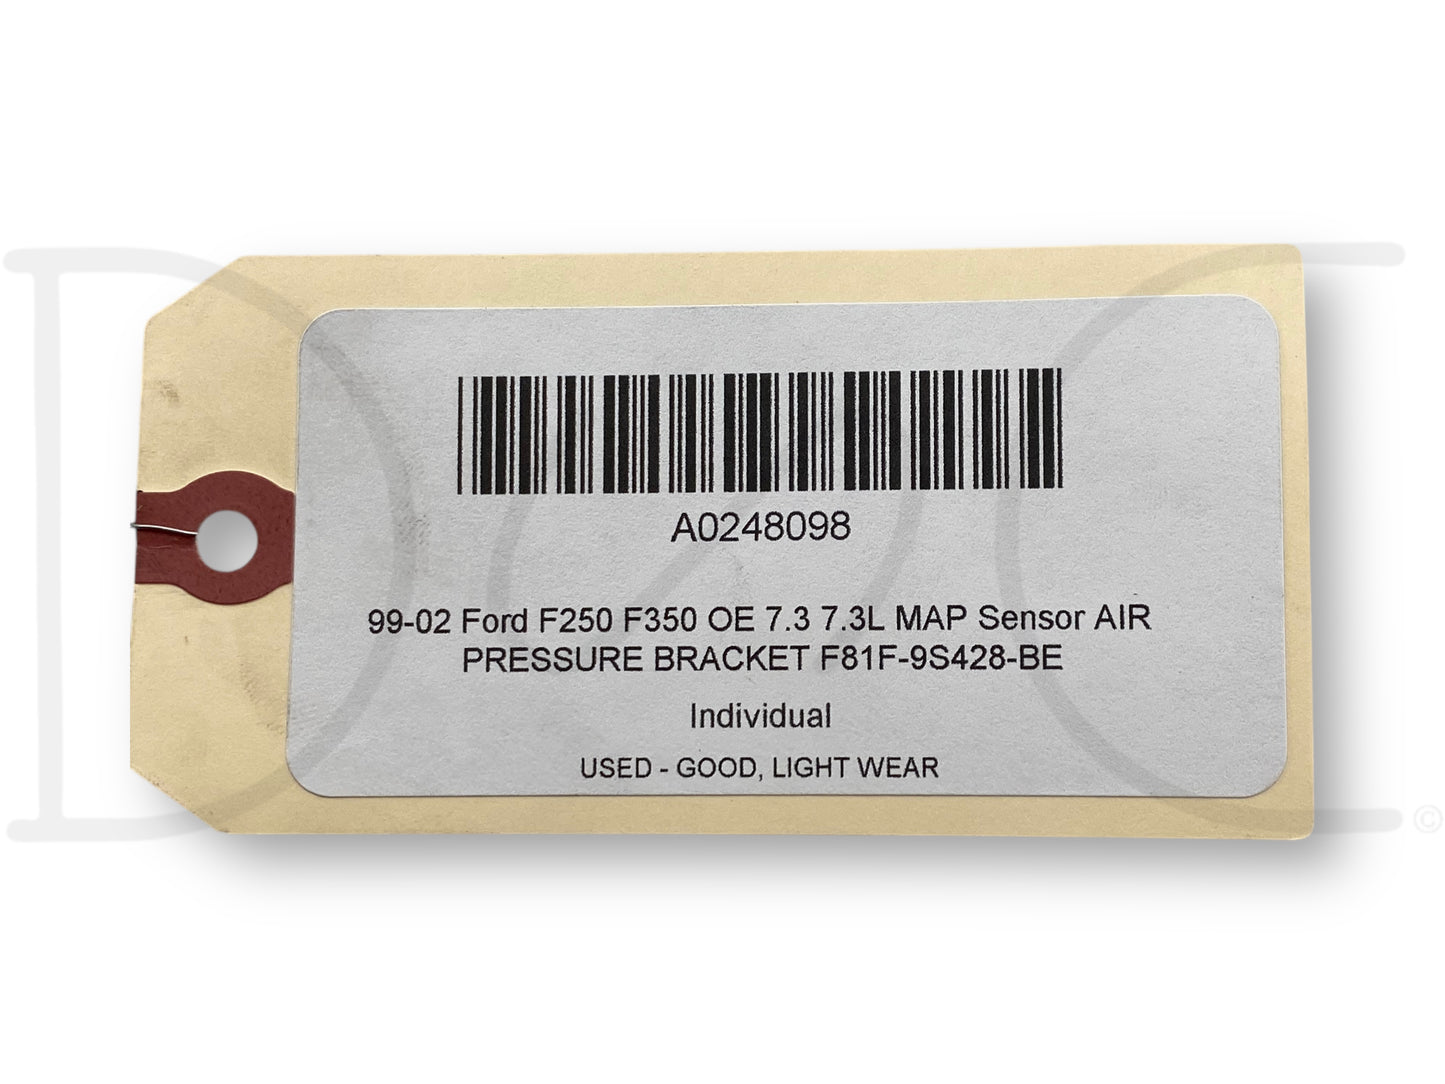 A0248098
99-02 Ford F250 F350 OE 7.3 7.3L MAP Sensor AIR
PRESSURE BRACKET F81F-9S428-BE
Individual
USED - GOOD, LIGHT WEAR
©